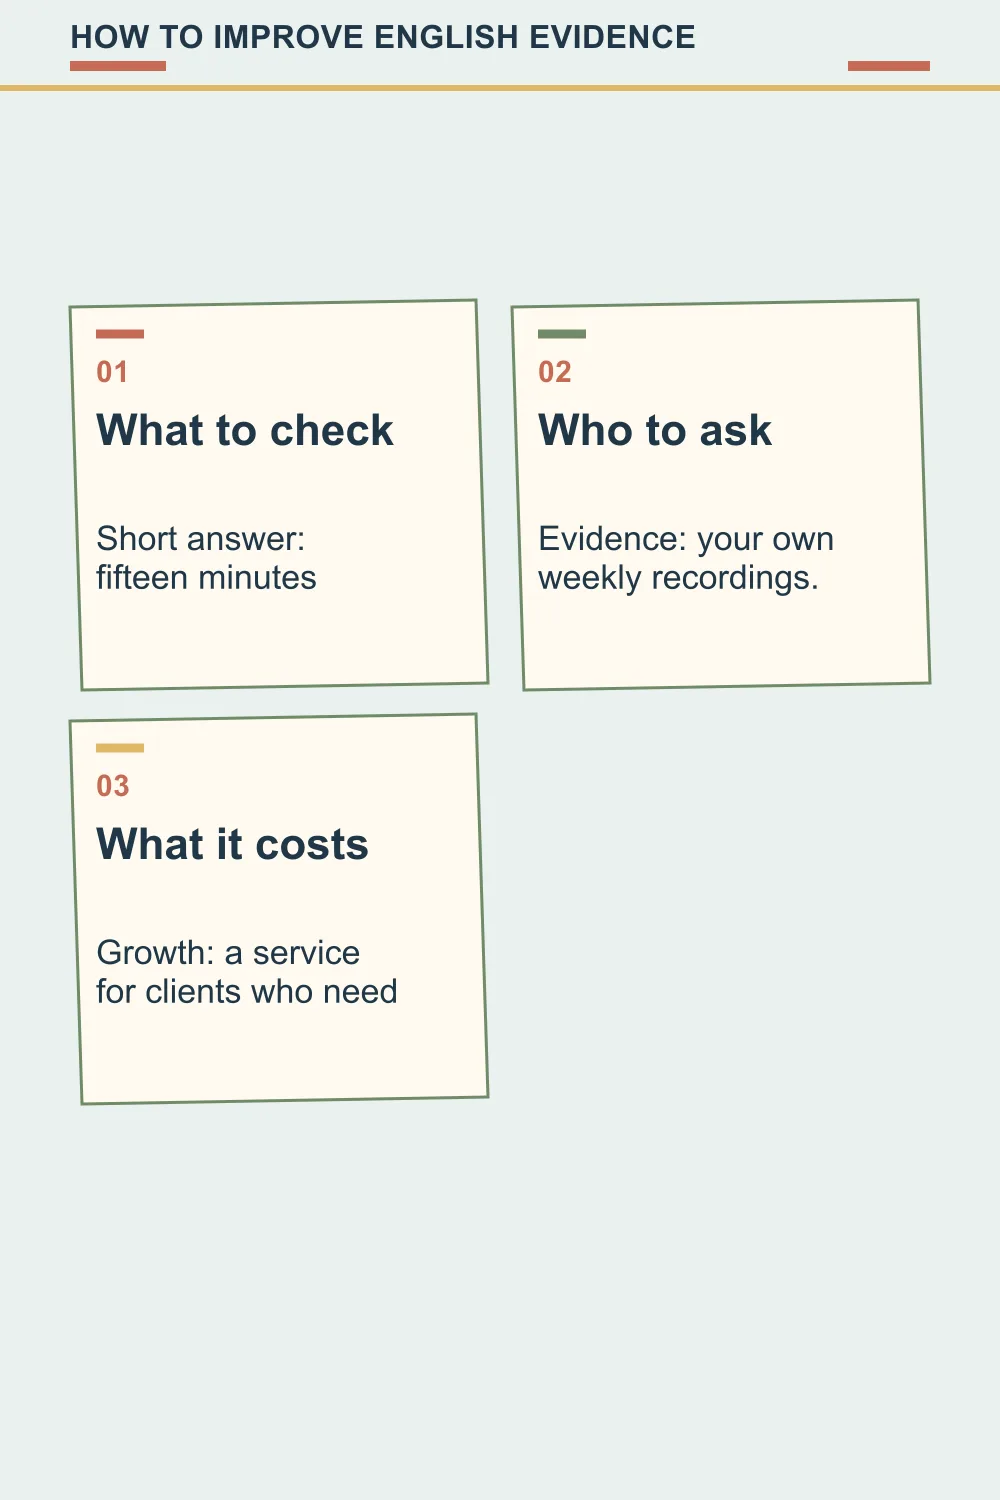 HOW TO IMPROVE ENGLISH EVIDENCE
01
What to check
Short answer:
fifteen minutes
02
Who to ask
Evidence: your own
weekly recordings.
03
What it costs
Growth: a service
for clients who need